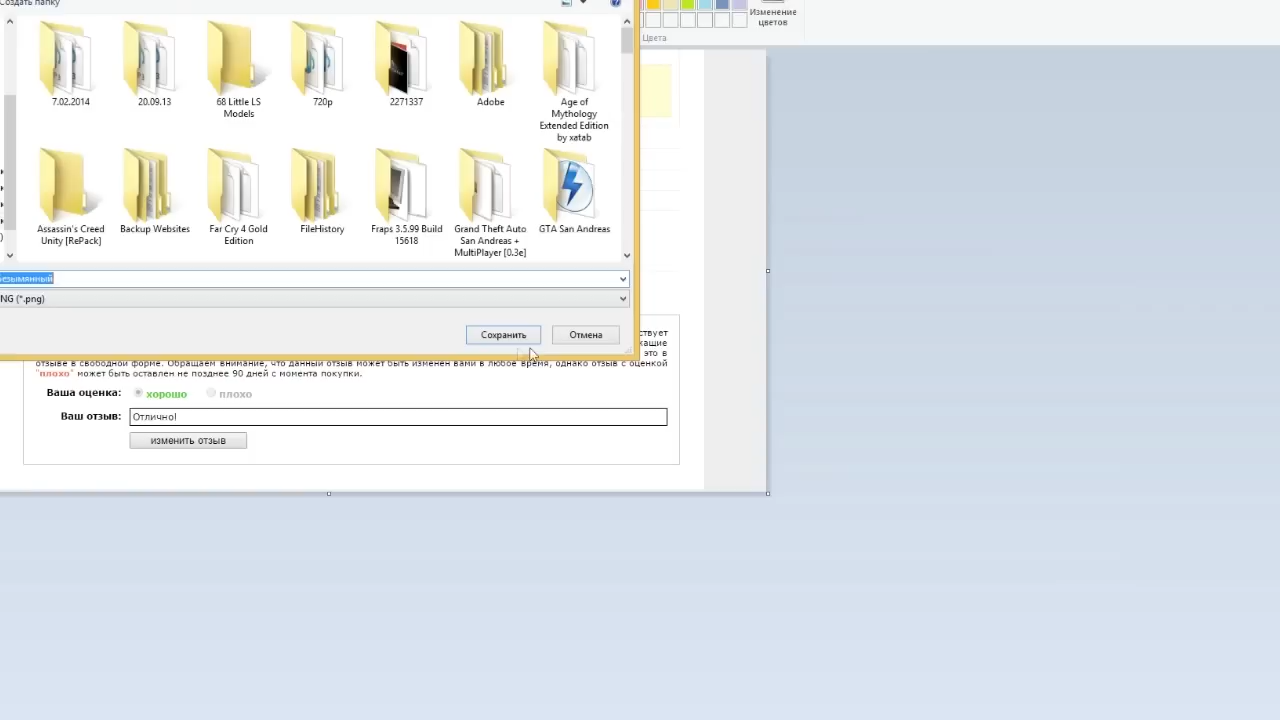 Создать папку
Изменение
цветов
Цвета
7.02.2014
20.09.13
68 Little LS
Models
720p
2271337
Adobe
Age of
Mythology
Extended Edition
by xatab
Assassin's Creed
Unity [RePack]
Backup Websites
Far Cry 4 Gold
Edition
FileHistory
Fraps 3.5.99 Build
15618
Grand Theft Auto
San Andreas +
MultiPlayer [0.3e]
GTA San Andreas
езымянный
NG (*.png)
Сохранить
Отмена
ствует
жащие
это в
отзыве в свободной форме. Обращаем внимание, что данный отзыв может быть изменен вами в любое время, однако отзыв с оценкой
"плохо" может быть оставлен не позднее 90 дней с момента покупки.
Ваша оценка:
хорошо
плохо
Ваш отзыв:
Отлично!
изменить отзыв